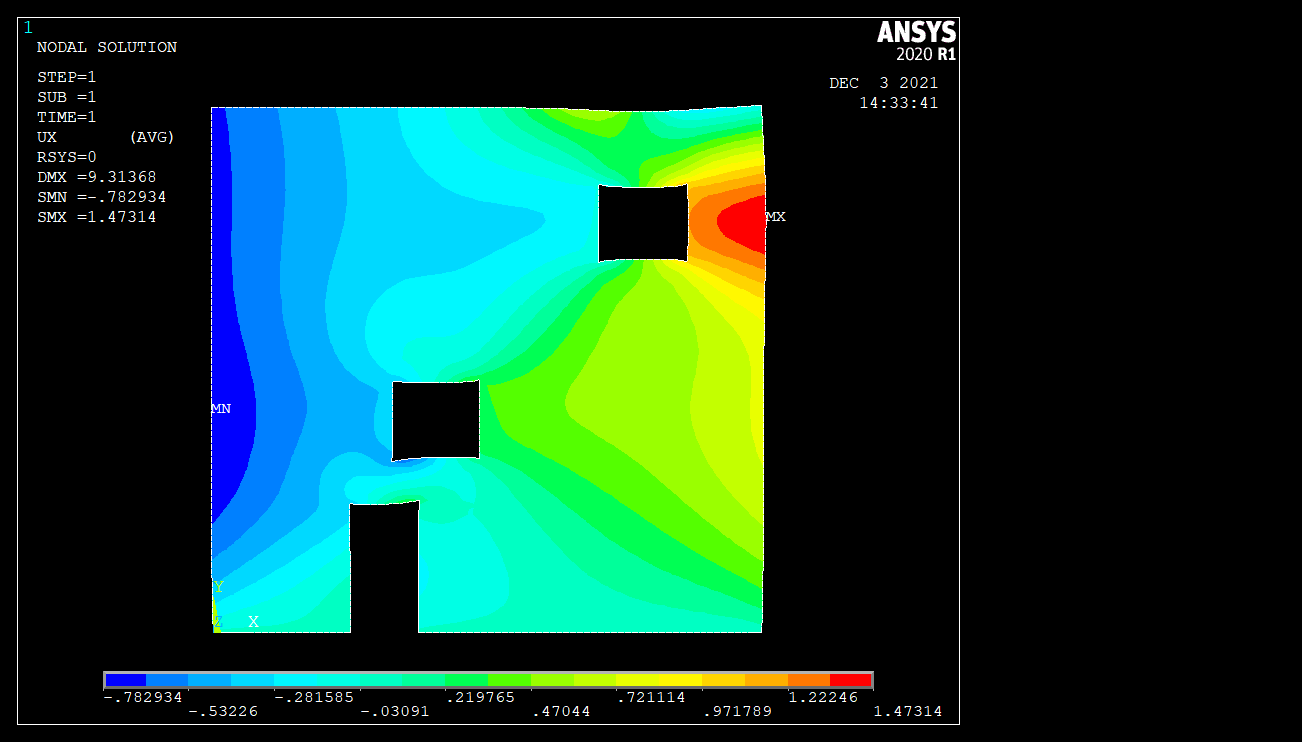 1
ANSYS
2020 R1
NODAL SOLUTION
STEP=1
SUB =1
TIME=1
UX (AVG)
RSYS=0
DMX =9.31368
SMN =-.782934
SMX =1.47314
DEC 3 2021
14:33:41
MX
MN
Y
Z X
-.782934 -.281585 .219765 .721114 1.22246
-.53226 -.03091 .47044 .971789 1.47314